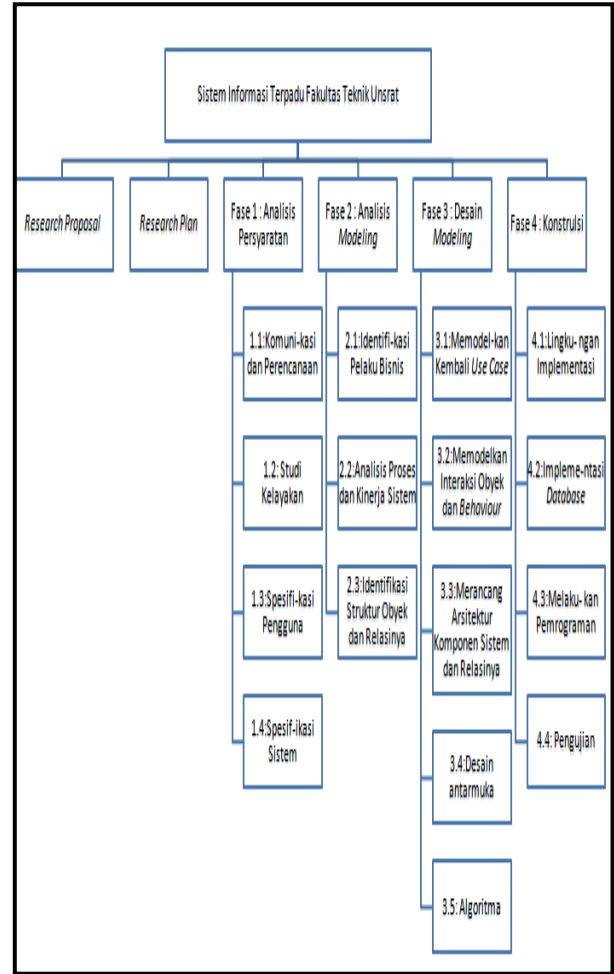 Sistem Informasi Terpadu Fakultas Teknik Unsrat
Research Proposal
Research Plan
Fase 1 : Analisis
Persyaratan
Fase 2 : Analisis
Modeling
Fase 3 : Desain
Modeling
Fase 4 : Konstrulsi
1.1:Komuni-kasi
dan Perencanaan
1.2: Studi
Kelayakan
1.3:Spesifi-kasi
Pengguna
1.4:Spesif-ikasi
Sistem
2.1:Identifi-kasi
Pelaku Bisnis
2.2:Analisis Proses
dan Kinerja Sistem
2.3:Identifikasi
Struktur Obyek
dan Relasinya
3.1:Memodel-kan
Kembali Use Case
3.2:Memodelkan
Interaksi Obyek
dan Behaviour
3.3:Merancang
Arsitektur
Komponen Sistem
dan Relasinya
3.4:Desain
antarmuka
3.5: Algoritma
4.1:Lingku- ngan
Implementasi
4.2:Impleme-ntasi
Database
4.3:Melaku- kan
Pemrograman
4.4: Pengujian